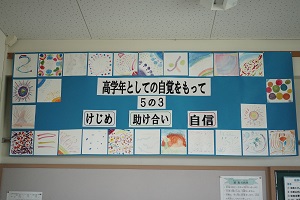 高学年としての自覚をもって
５の３
けじめ 助け合い 自信